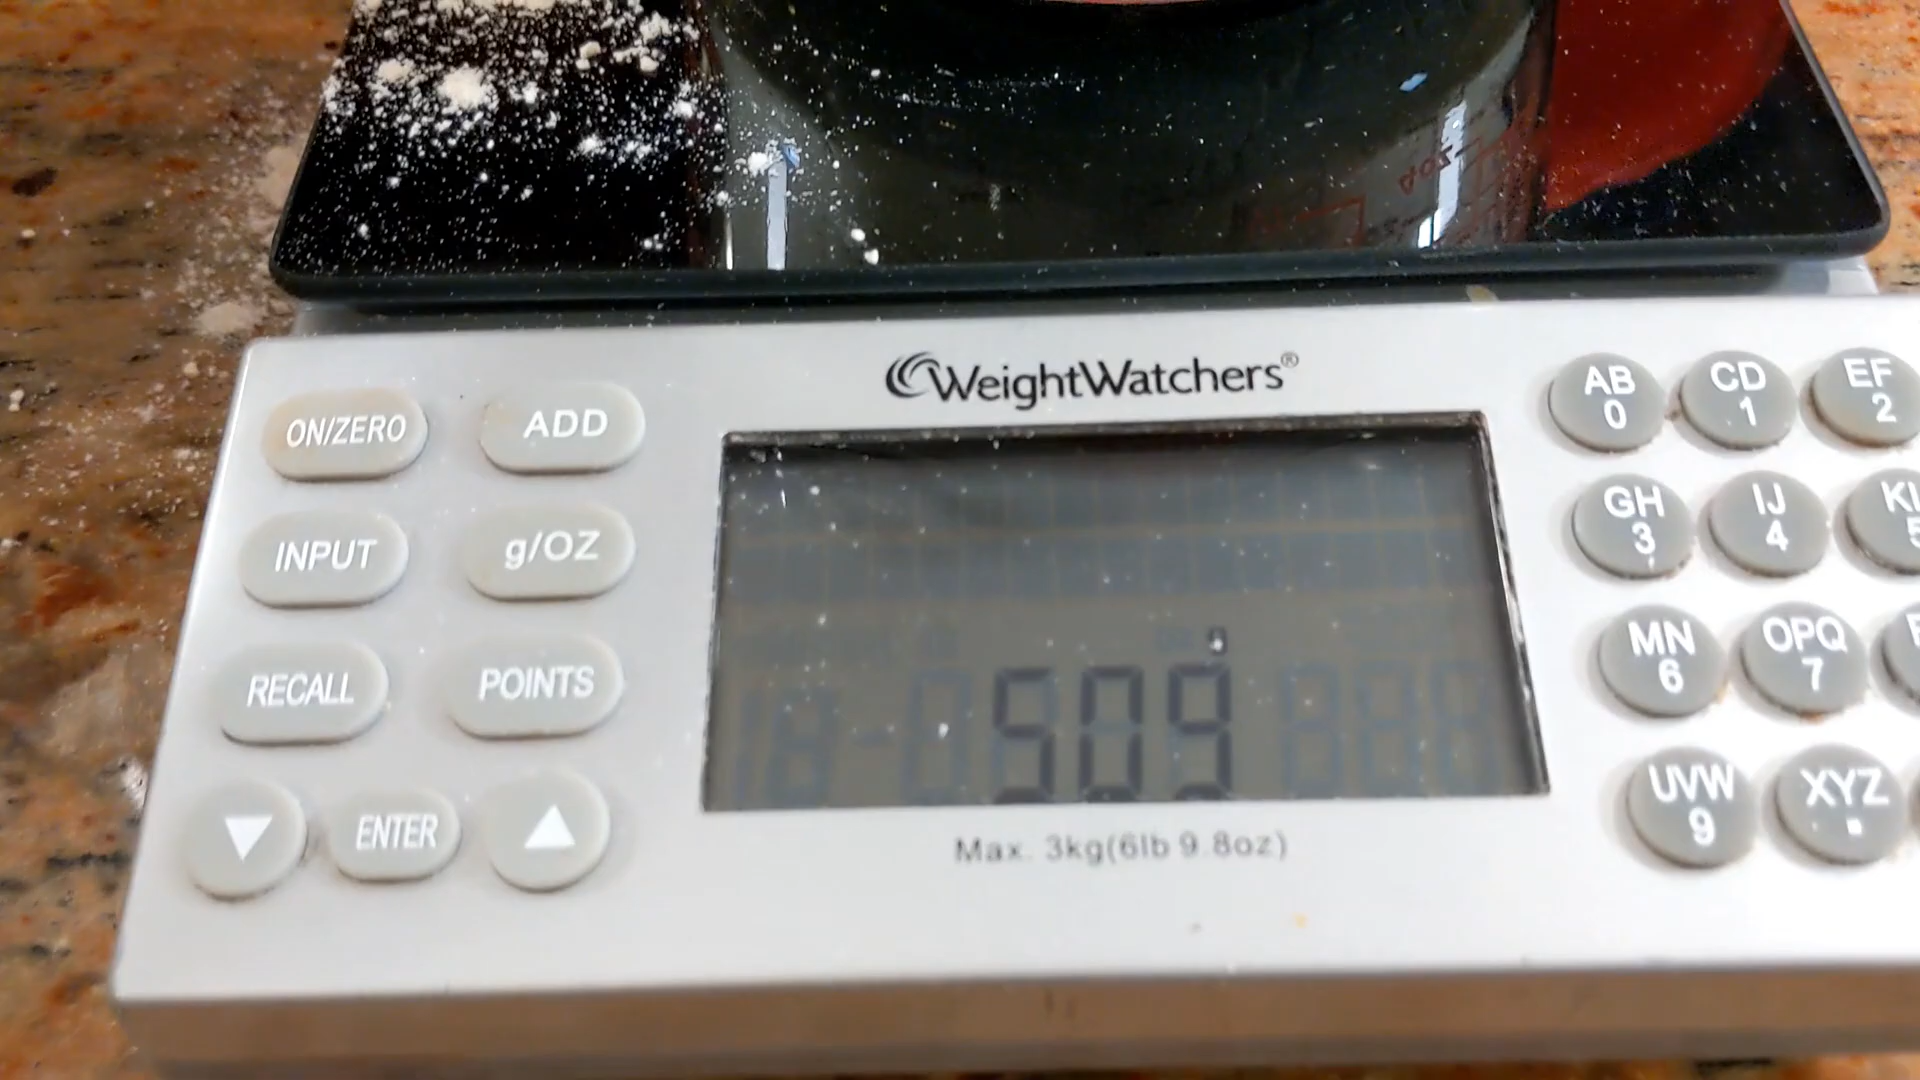 WeightWatchers®
ON/ZERO ADD
INPUT g/OZ
RECALL POINTS
ENTER
g
509
Max. 3kg(6lb 9.8oz)
AB 0 CD 1 EF 2
GH 3 IJ 4 5
MN 6 OPQ 7
UVW 9 XYZ .